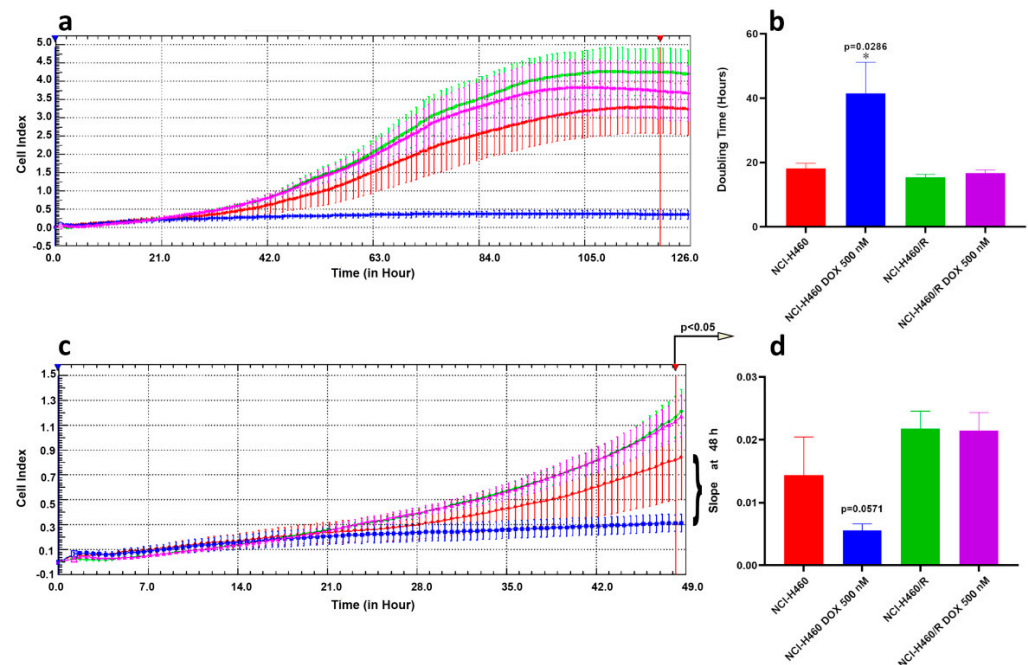 a
5.0
4.5
4.0
3.5
3.0
2.5
2.0
1.5
1.0
0.5
0.0
-0.5
Cell Index
0.0 21.0 42.0 63.0 84.0 105.0 126.0
Time (in Hour)
b
60
40
20
0
Doubling Time (Hours)
p=0.0286
*
NCI-H460
NCI-H460 DOX 500 nM
NCI-H460/R
NCI-H460/R DOX 500 nM
c
p<0.05
1.5
1.3
1.1
0.9
0.7
0.5
0.3
0.1
-0.1
Cell Index
0.0 7.0 14.0 21.0 28.0 35.0 42.0 49.0
Time (in Hour)
d
0.03
0.02
0.01
0.00
Slope at 48 h
p=0.0571
NCI-H460
NCI-H460 DOX 500 nM
NCI-H460/R
NCI-H460/R DOX 500 nM